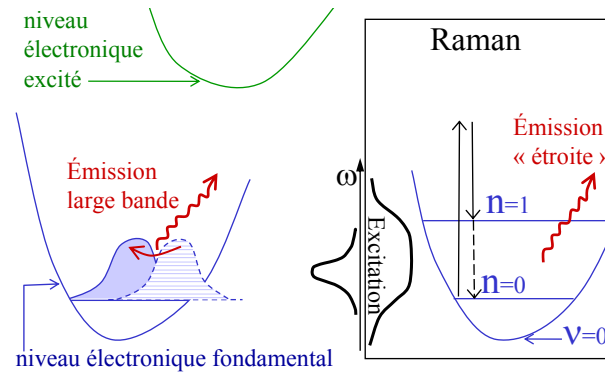 niveau
électronique
excité
Émission
large bande
niveau électronique fondamental
Raman
ω
Excitation
Émission
« étroite »
n=1
n=0
ν=0